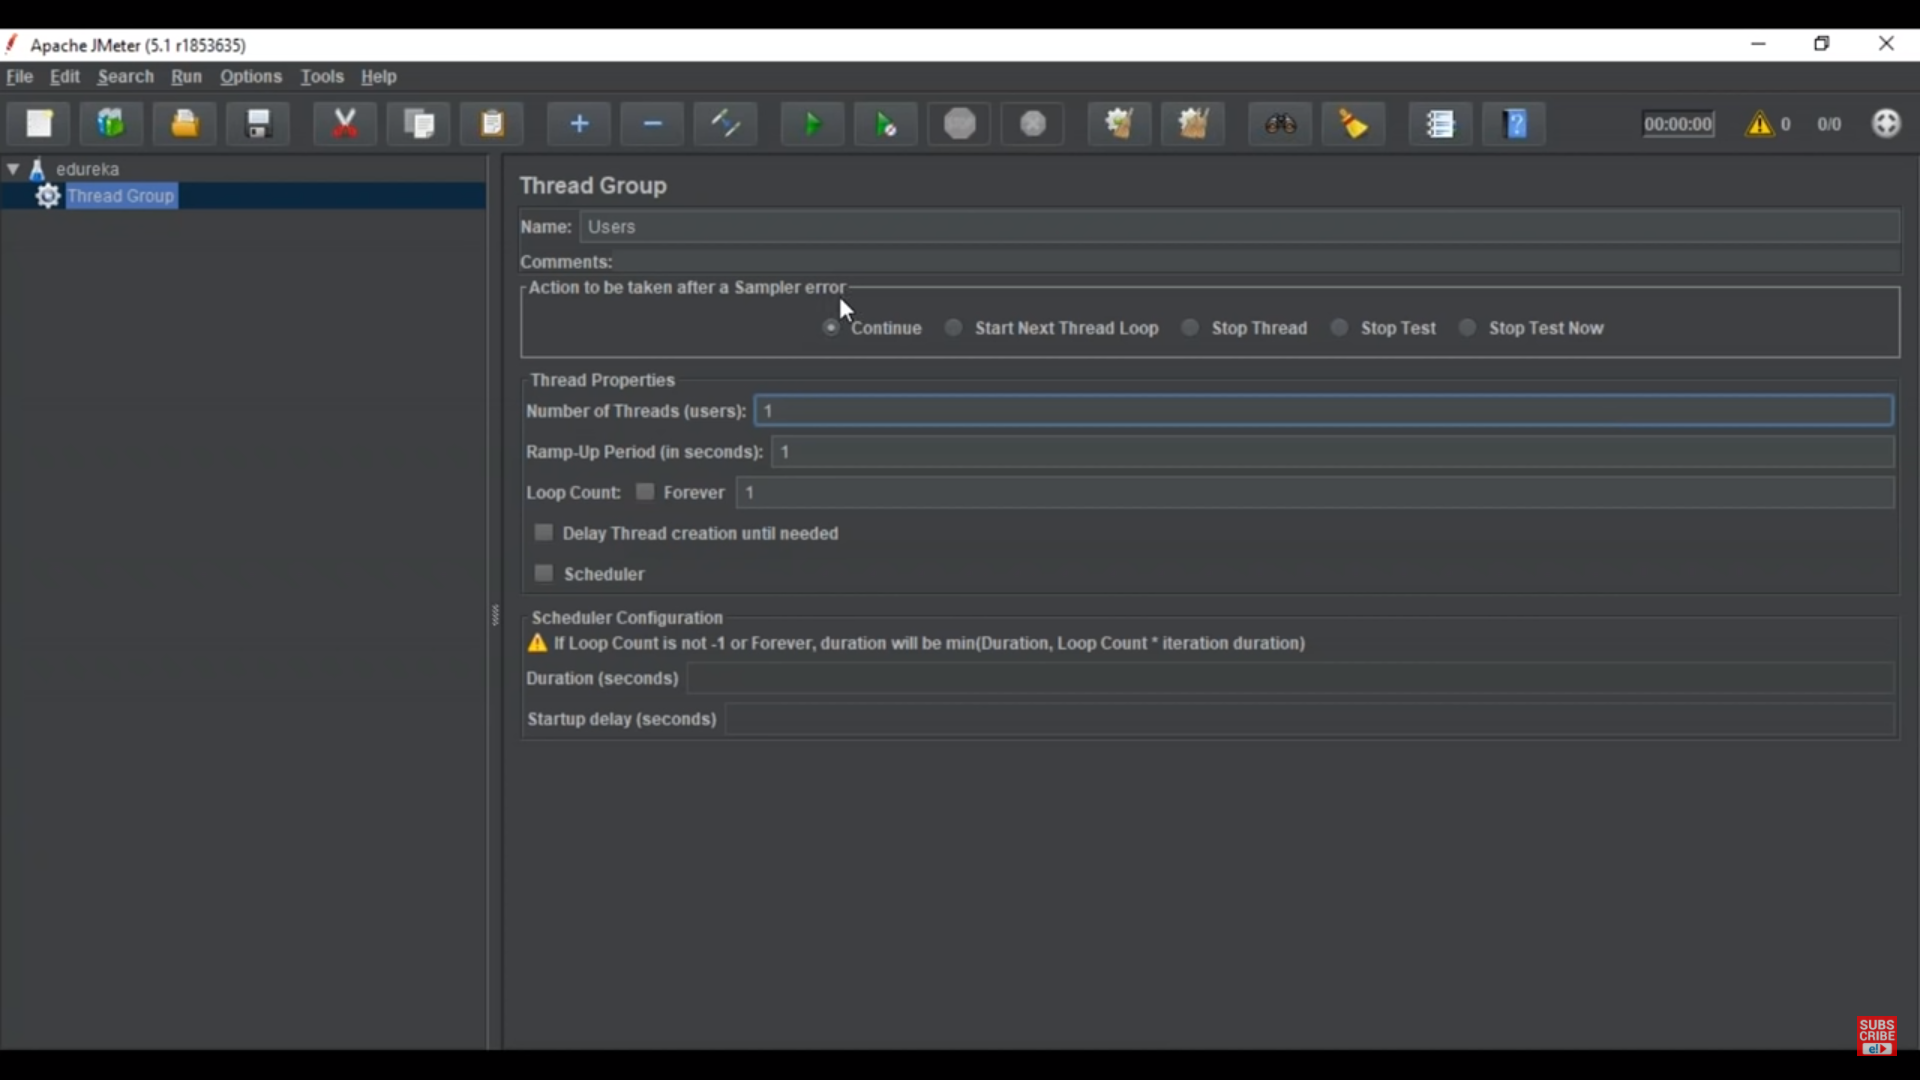 Apache JMeter (5.1 r1853635)
File Edit Search Run Options Tools Help
00:00:00 0 0/0
edureka
Thread Group
Thread Group
Name: Users
Comments:
Action to be taken after a Sampler error
Continue Start Next Thread Loop Stop Thread Stop Test Stop Test Now
Thread Properties
Number of Threads (users): 1
Ramp-Up Period (in seconds): 1
Loop Count: Forever 1
Delay Thread creation until needed
Scheduler
Scheduler Configuration
If Loop Count is not -1 or Forever, duration will be min(Duration, Loop Count * iteration duration)
Duration (seconds)
Startup delay (seconds)
SUBS
CRIBE
e!